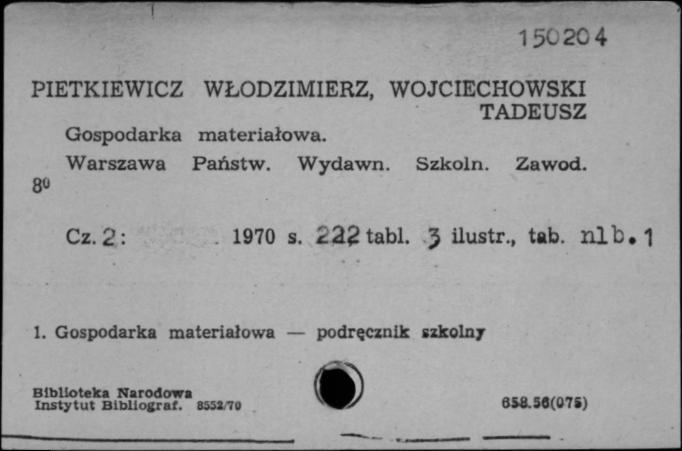 150204
PIETKIEWICZ WŁODZIMIERZ, WOJCIECHOWSKI
TADEUSZ
Gospodarka materiałowa.
Warszawa Państw. Wydawn. Szkoln. Zawod.
8⁰
Cz. 2: 1970 s. 222 tabl. 3 ilustr., tab. nlb. 1
1. Gospodarka materiałowa — podręcznik szkolny
Biblioteka Narodowa
Instytut Bibliograf. 8552/70 658.56(075)